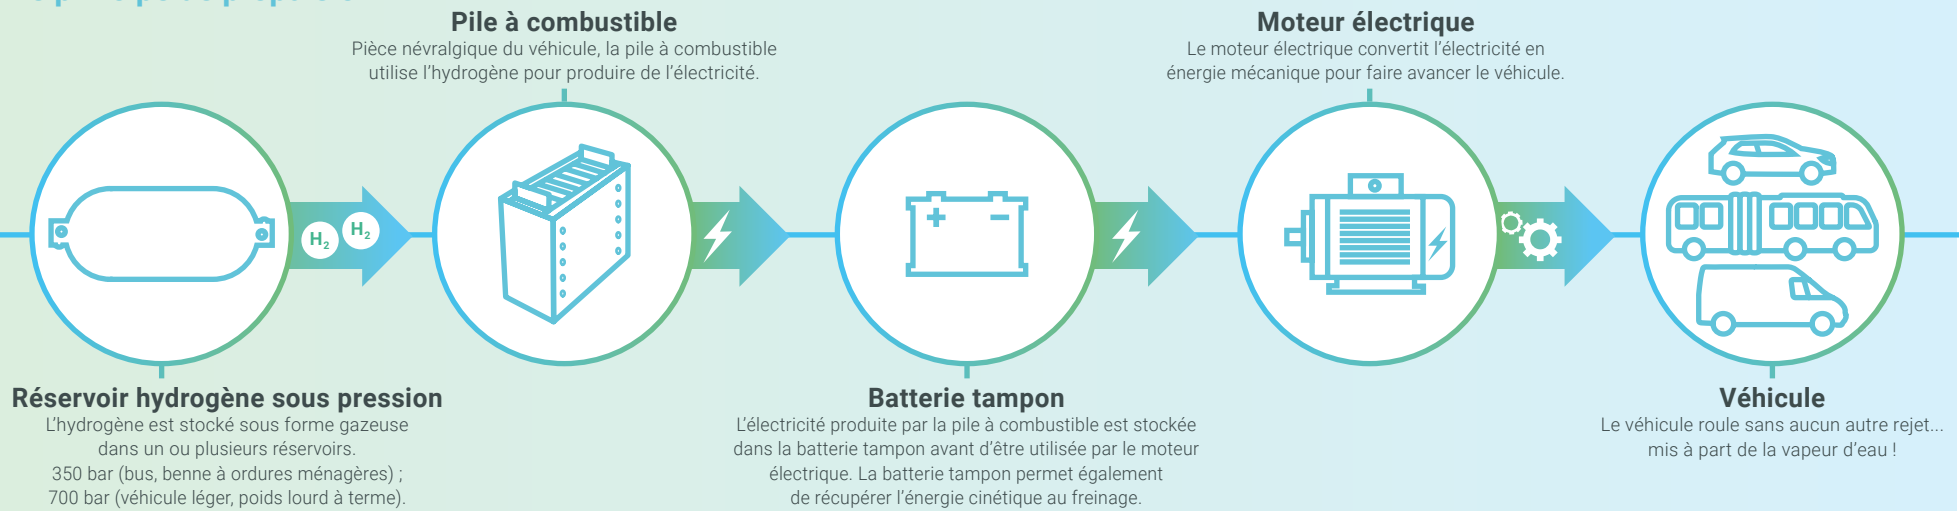 Pile à combustible
Pièce névralgique du véhicule, la pile à combustible
utilise l’hydrogène pour produire de l’électricité.
Moteur électrique
Le moteur électrique convertit l’électricité en
énergie mécanique pour faire avancer le véhicule.
H₂
H₂
Réservoir hydrogène sous pression
L’hydrogène est stocké sous forme gazeuse
dans un ou plusieurs réservoirs.
350 bar (bus, benne à ordures ménagères) ;
700 bar (véhicule léger, poids lourd à terme).
Batterie tampon
L’électricité produite par la pile à combustible est stockée
dans la batterie tampon avant d’être utilisée par le moteur
électrique. La batterie tampon permet également
de récupérer l’énergie cinétique au freinage.
Véhicule
Le véhicule roule sans aucun autre rejet...
mis à part de la vapeur d’eau !